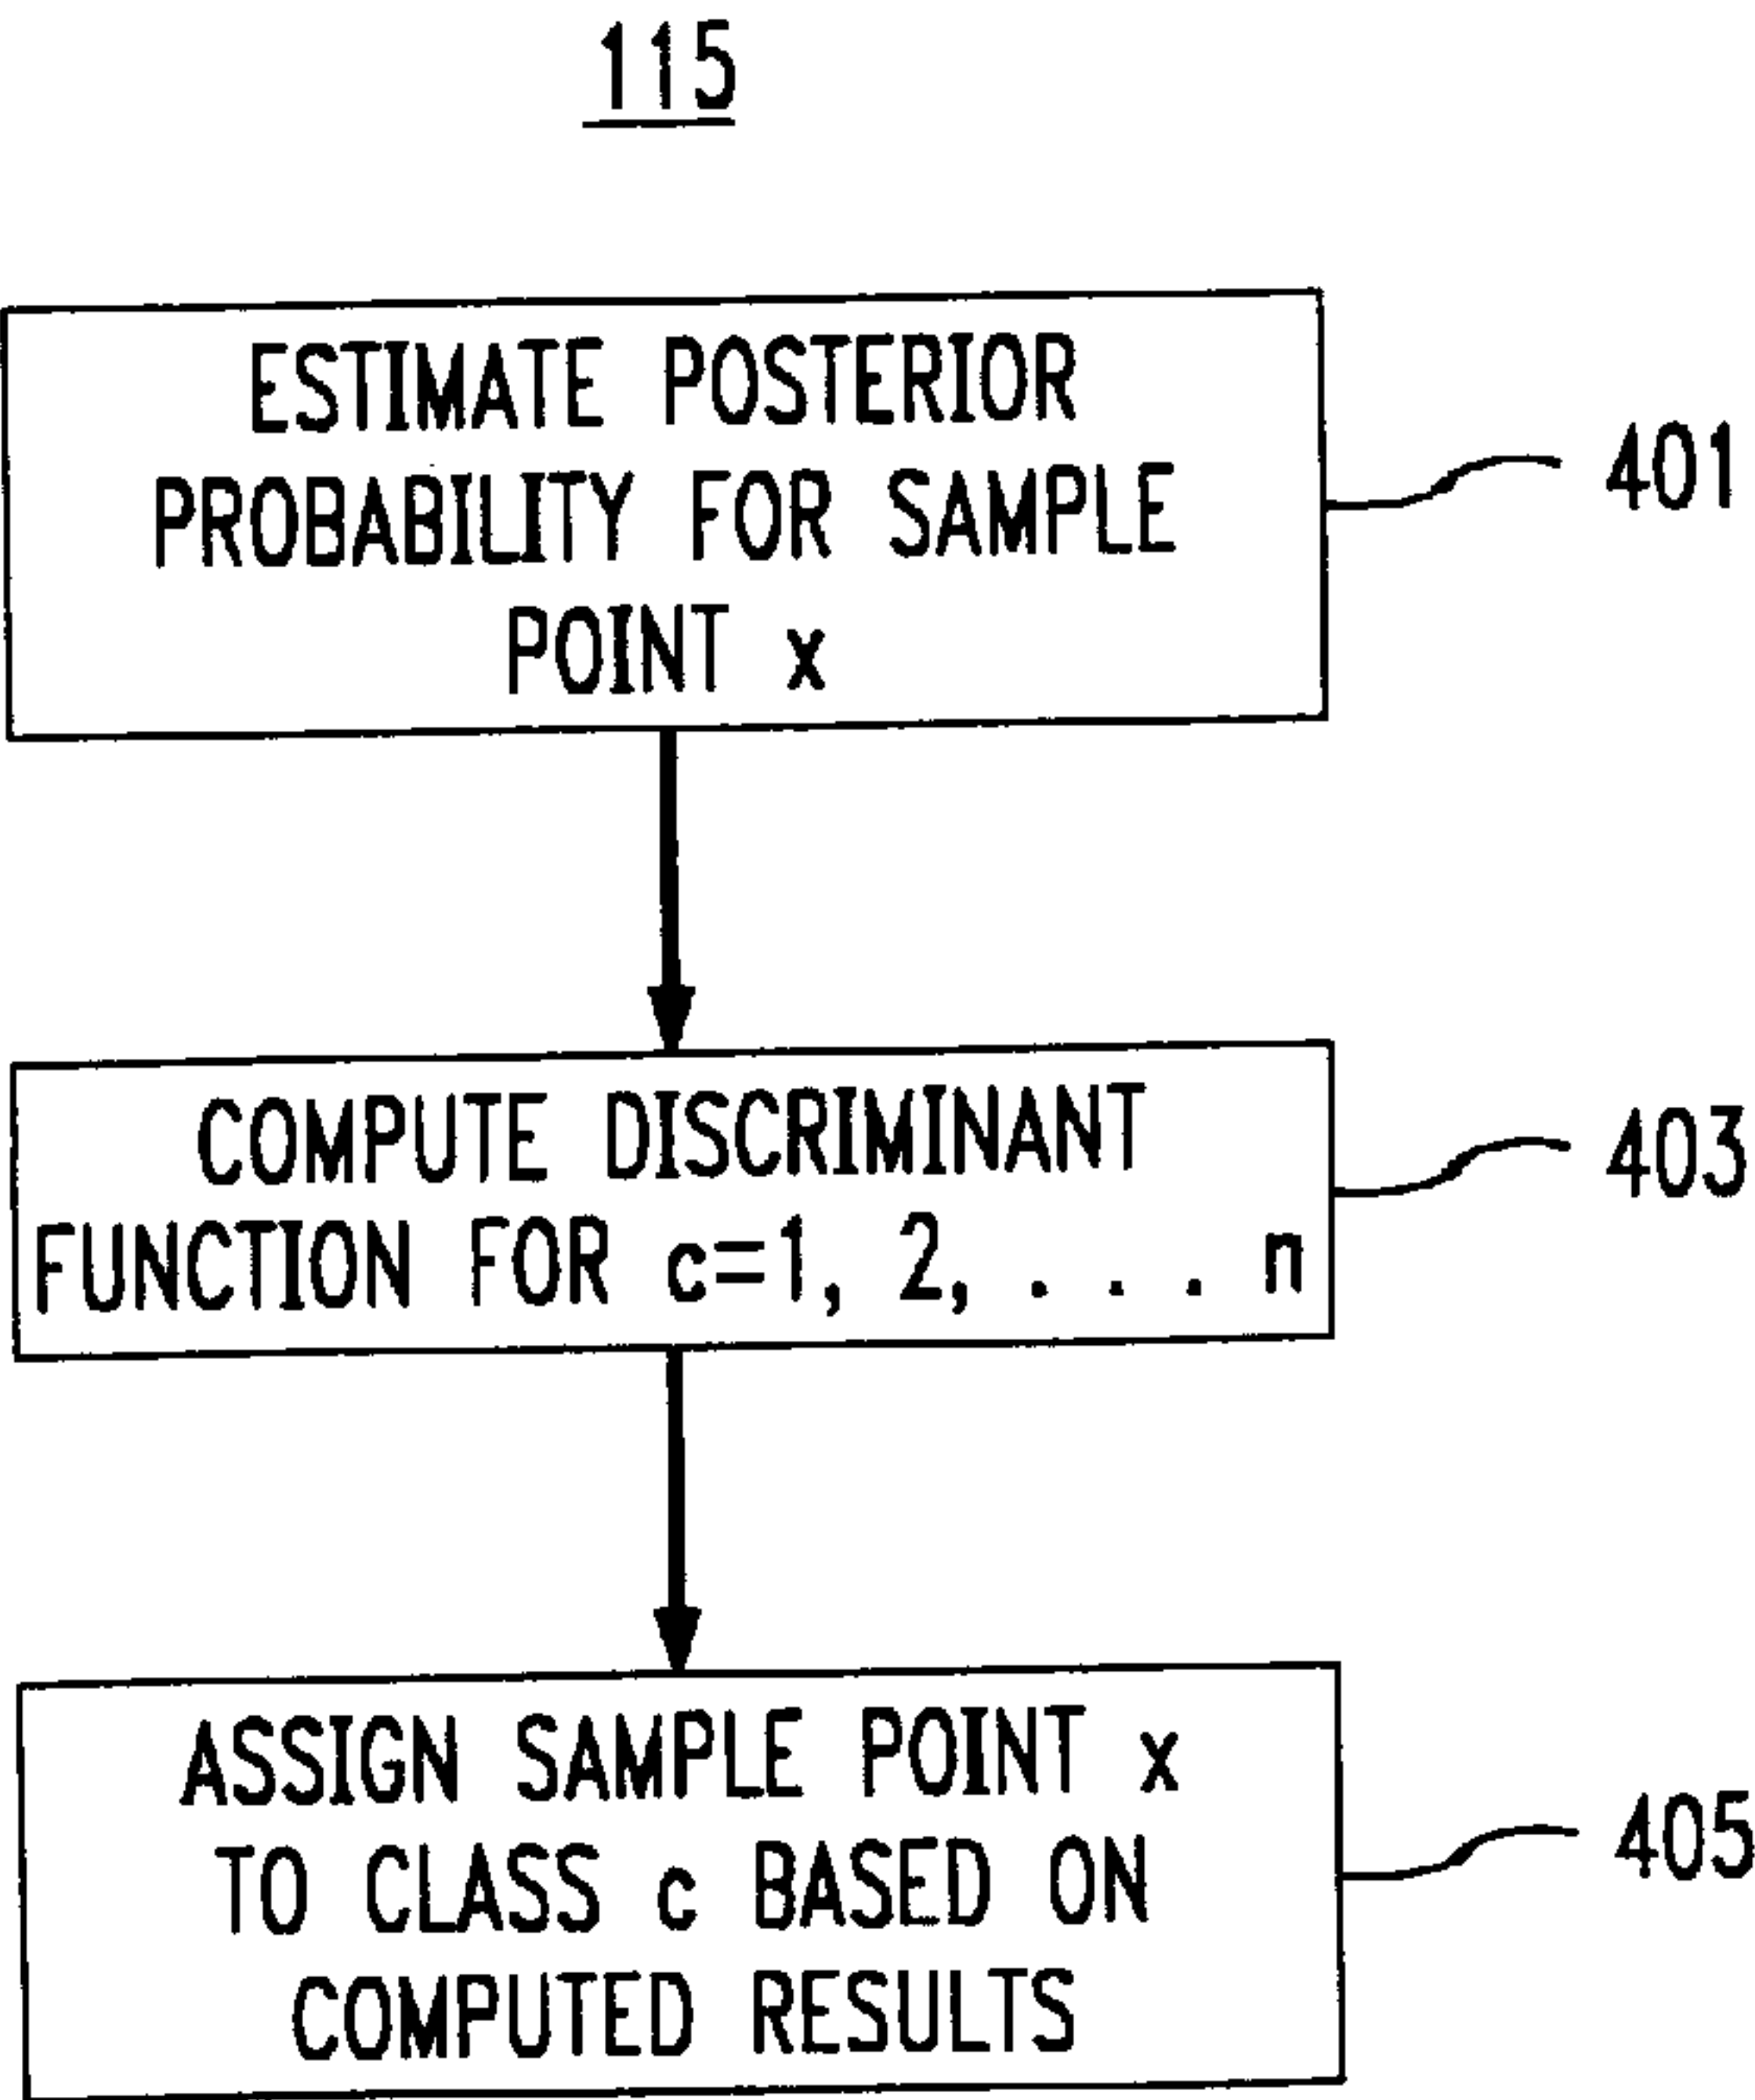 115
ESTIMATE POSTERIOR
PROBABILITY FOR SAMPLE
POINT x
401
COMPUTE DISCRIMINANT
FUNCTION FOR c=1, 2, . . . n
403
ASSIGN SAMPLE POINT x
TO CLASS c BASED ON
COMPUTED RESULTS
405